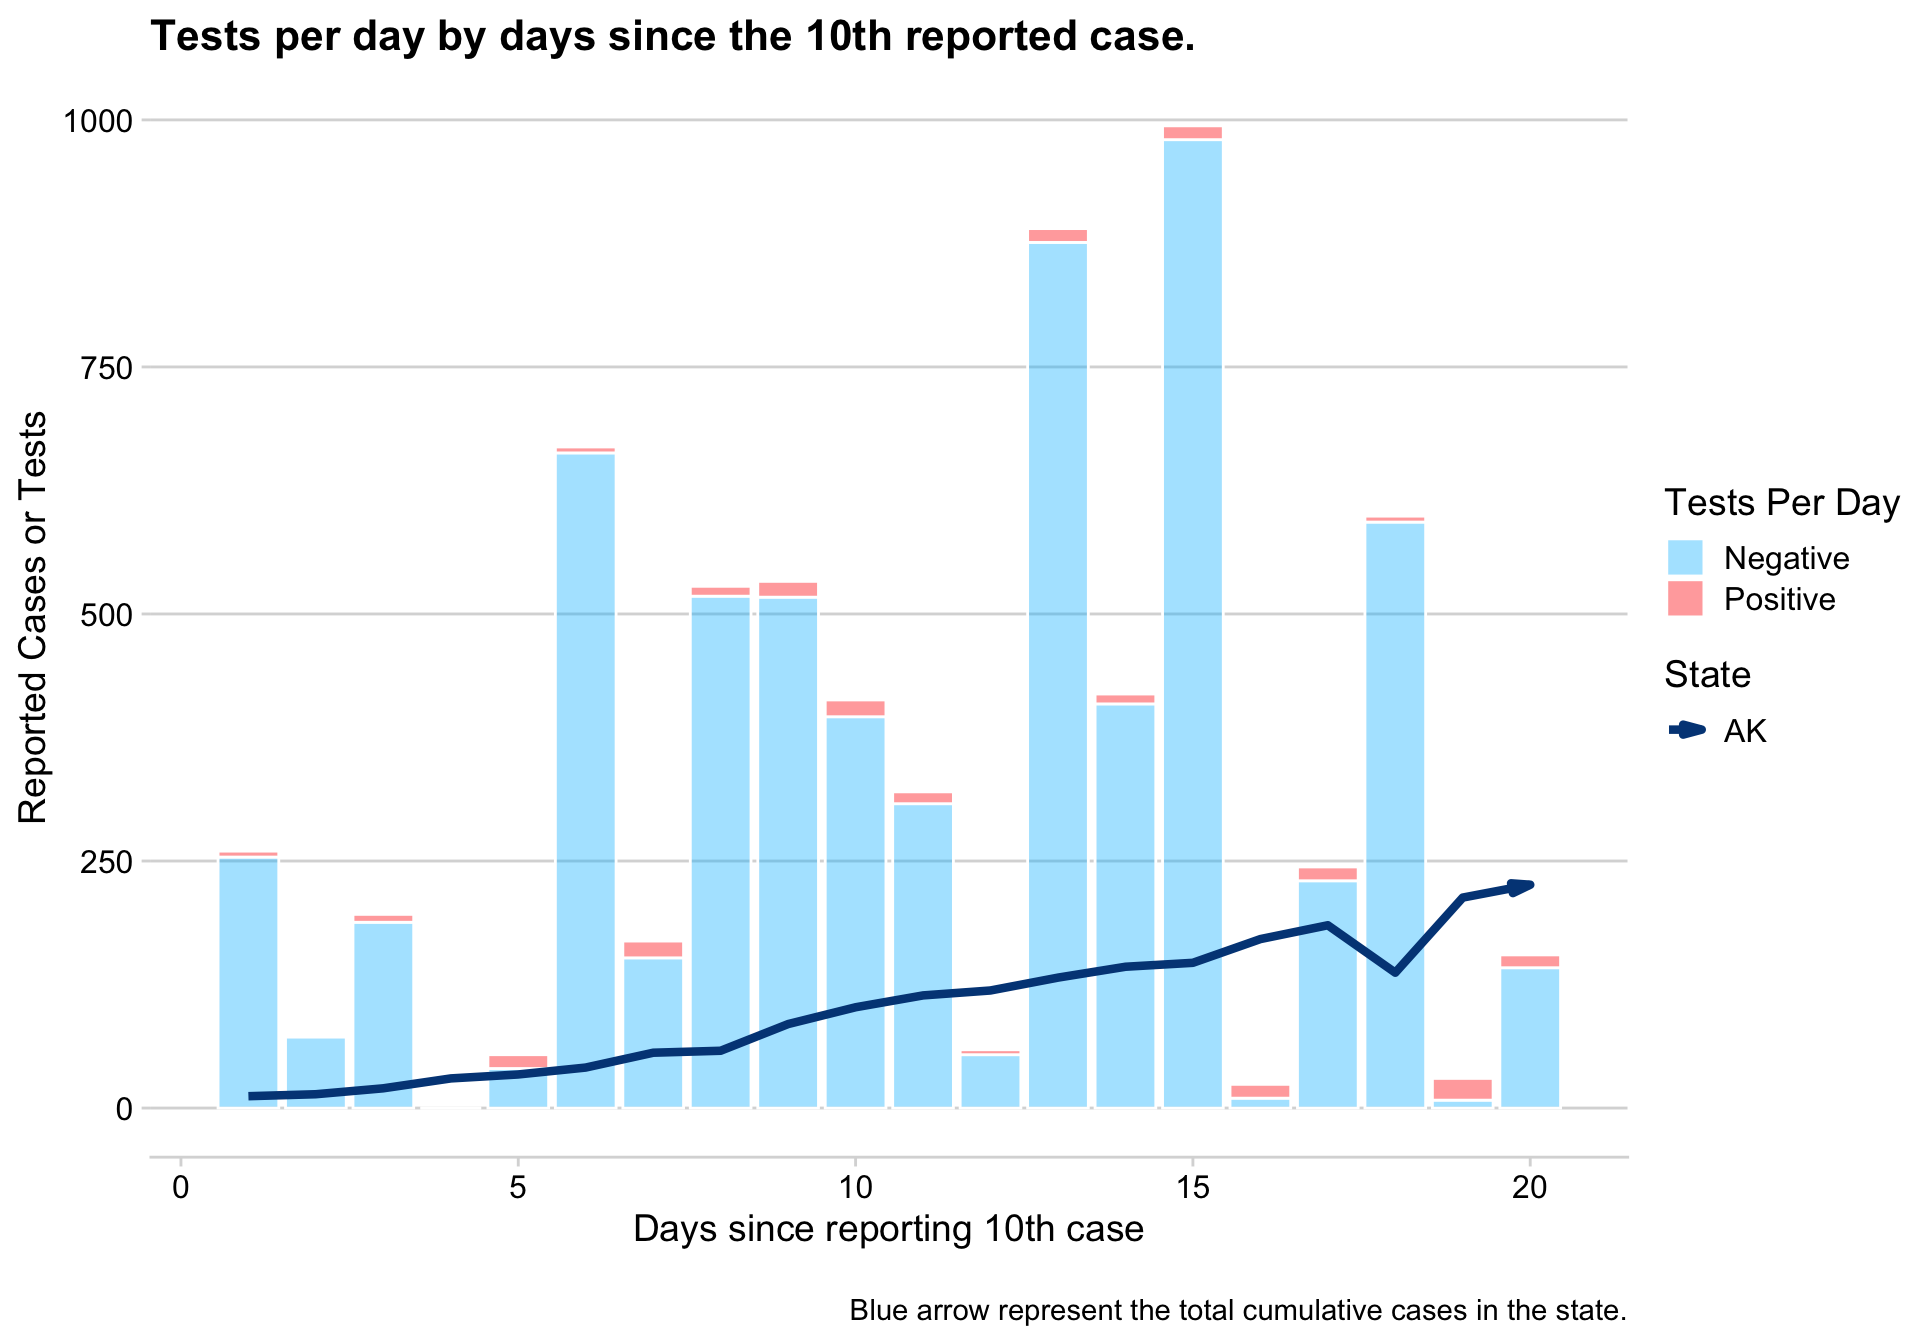 Tests per day by days since the 10th reported case.
1000
750
500
250
0
Reported Cases or Tests
0 5 10 15 20
Days since reporting 10th case
Tests Per Day
Negative
Positive
State
AK
Blue arrow represent the total cumulative cases in the state.